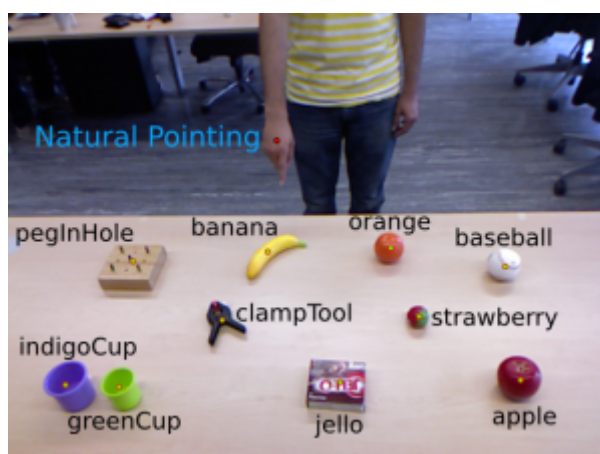 Natural Pointing
pegInHole
banana
orange
baseball
clampTool
strawberry
indigoCup
greenCup
jello
apple